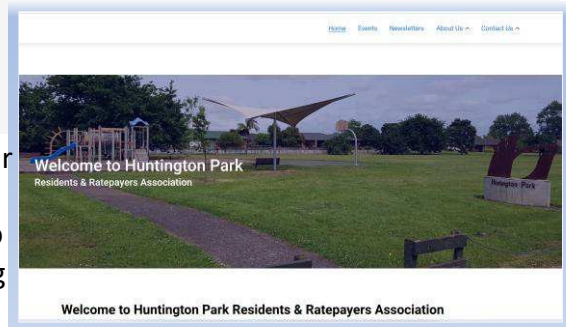 Home Events Newsletters About Us Contact Us
r
Welcome to Huntington Park
Residents & Ratepayers Association
Huntington Park
g
Welcome to Huntington Park Residents & Ratepayers Association